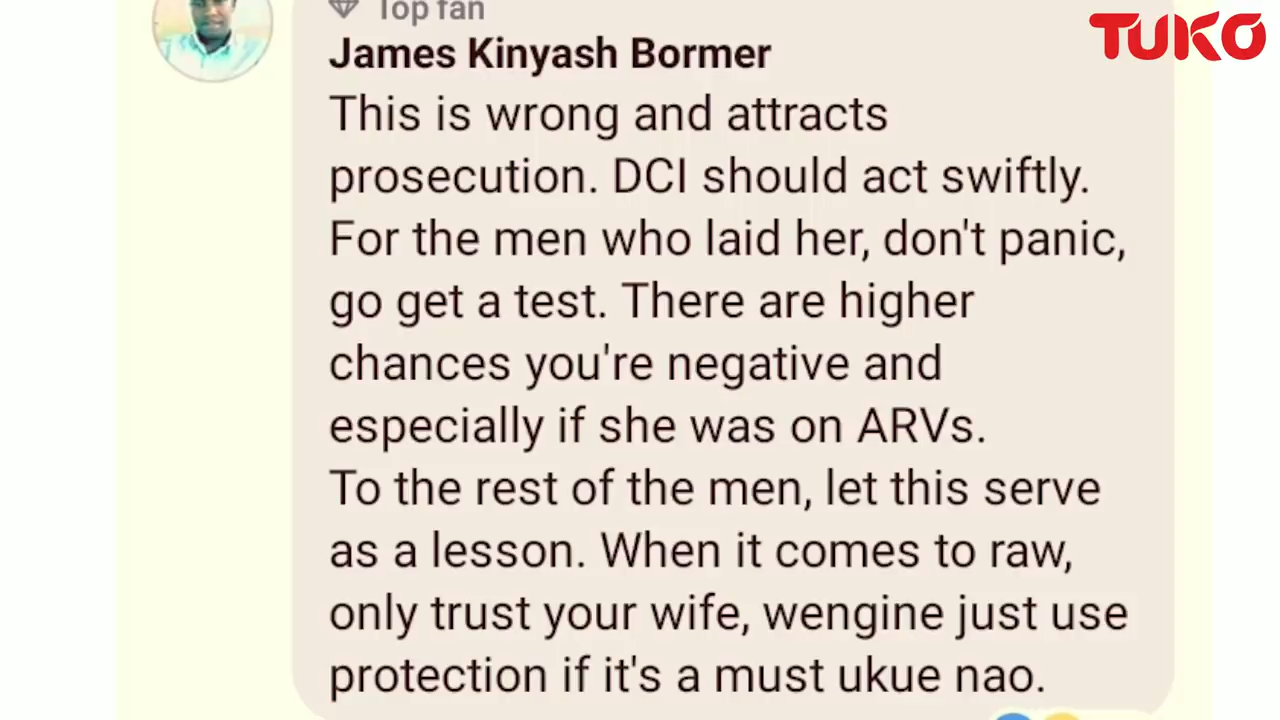 TUKO
Top fan
James Kinyash Bormer
This is wrong and attracts
prosecution. DCI should act swiftly.
For the men who laid her, don't panic,
go get a test. There are higher
chances you're negative and
especially if she was on ARVs.
To the rest of the men, let this serve
as a lesson. When it comes to raw,
only trust your wife, wengine just use
protection if it's a must ukue nao.